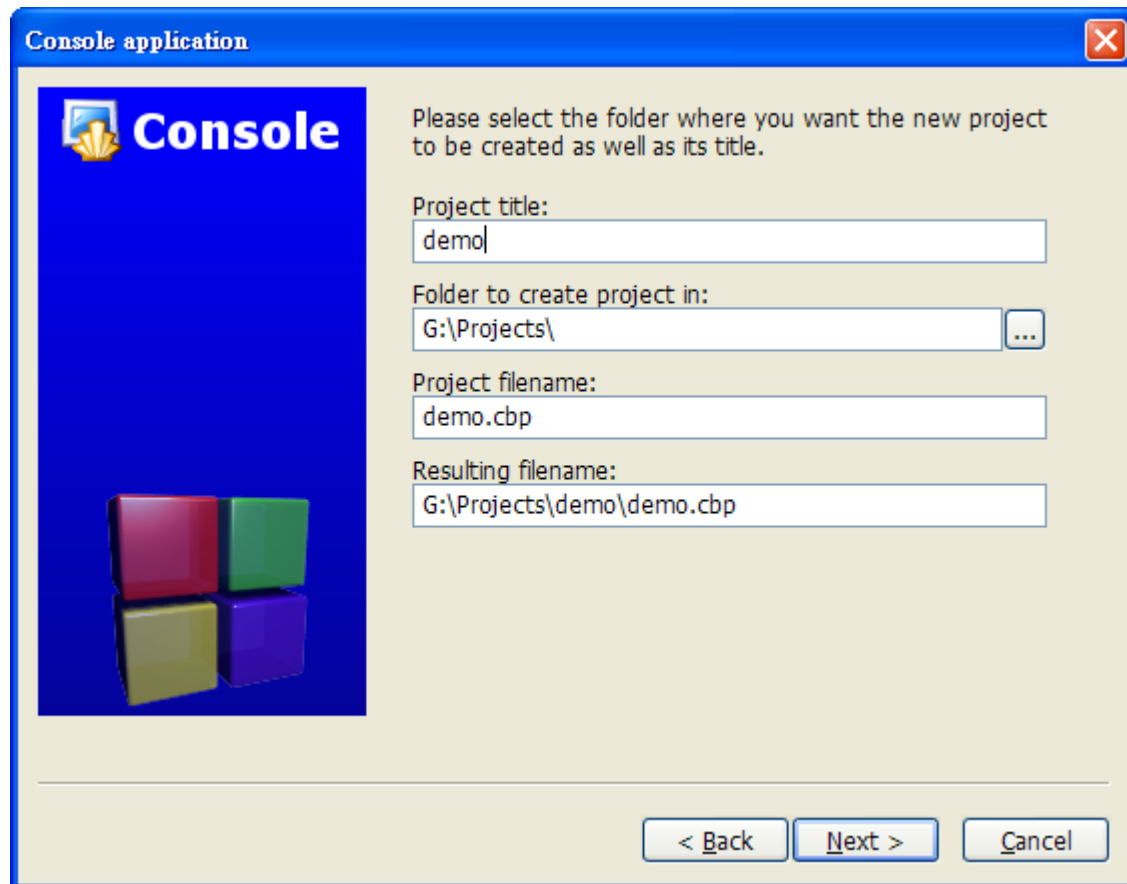 Console application
Console
Please select the folder where you want the new project
to be created as well as its title.
Project title:
demo
Folder to create project in:
G:\Projects\
...
Project filename:
demo.cbp
Resulting filename:
G:\Projects\demo\demo.cbp
< Back
Next >
Cancel